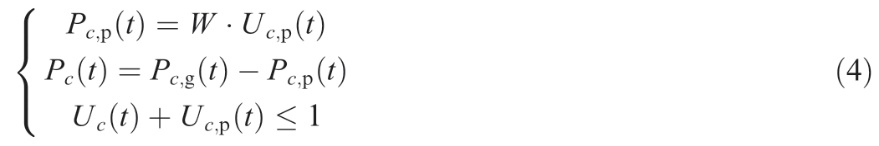 P_{c,p}(t) = W · U_{c,p}(t)
P_c(t) = P_{c,g}(t) − P_{c,p}(t) (4)
U_c(t) + U_{c,p}(t) ≤ 1